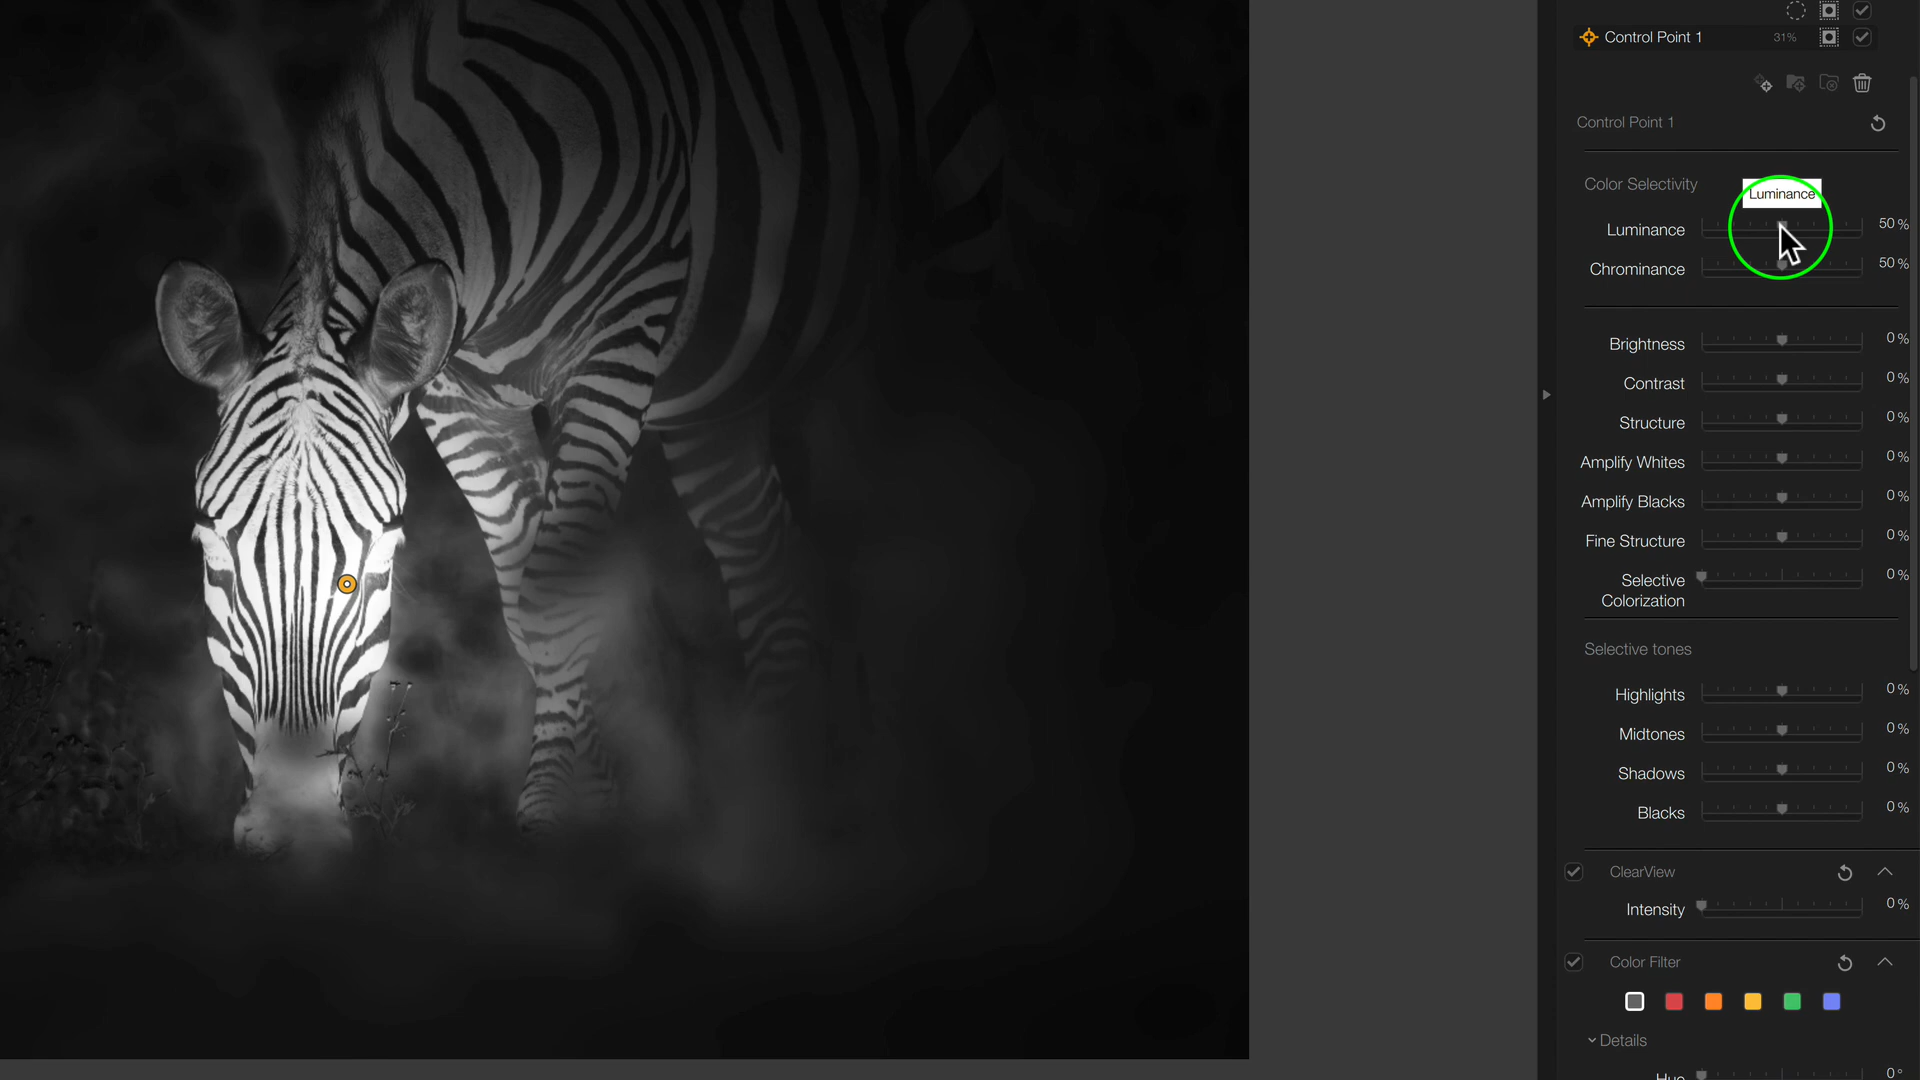 Control Point 1 31%
Control Point 1
Color Selectivity
Luminance
Luminance 50 %
Chrominance 50 %
Brightness 0 %
Contrast 0 %
Structure 0 %
Amplify Whites 0 %
Amplify Blacks 0 %
Fine Structure 0 %
Selective 0 %
Colorization
Selective tones
Highlights 0 %
Midtones 0 %
Shadows 0 %
Blacks 0 %
ClearView
Intensity 0 %
Color Filter
Details
Hue 0 °